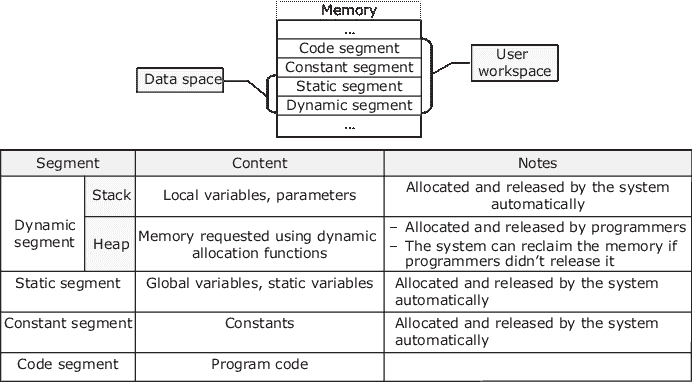 Memory
...
Code segment
Constant segment
Static segment
Dynamic segment
...
Data space
User
workspace
Segment
Content
Notes
Dynamic
segment
Stack
Local variables, parameters
Allocated and released by the system
automatically
Heap
Memory requested using dynamic
allocation functions
– Allocated and released by programmers
– The system can reclaim the memory if
programmers didn't release it
Static segment
Global variables, static variables
Allocated and released by the system
automatically
Constant segment
Constants
Allocated and released by the system
automatically
Code segment
Program code